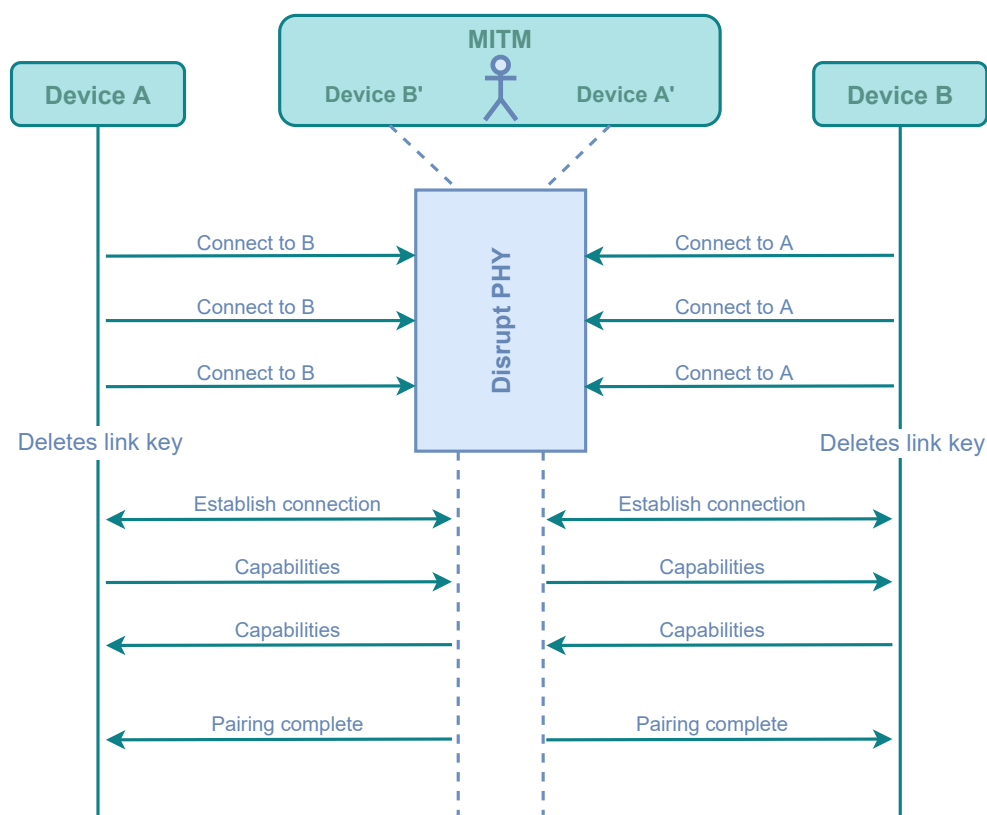 MITM
Device A
Device B'
Device A'
Device B
Connect to B
Connect to A
Disrupt PHY
Connect to B
Connect to A
Connect to B
Connect to A
Deletes link key
Deletes link key
Establish connection
Establish connection
Capabilities
Capabilities
Capabilities
Capabilities
Pairing complete
Pairing complete